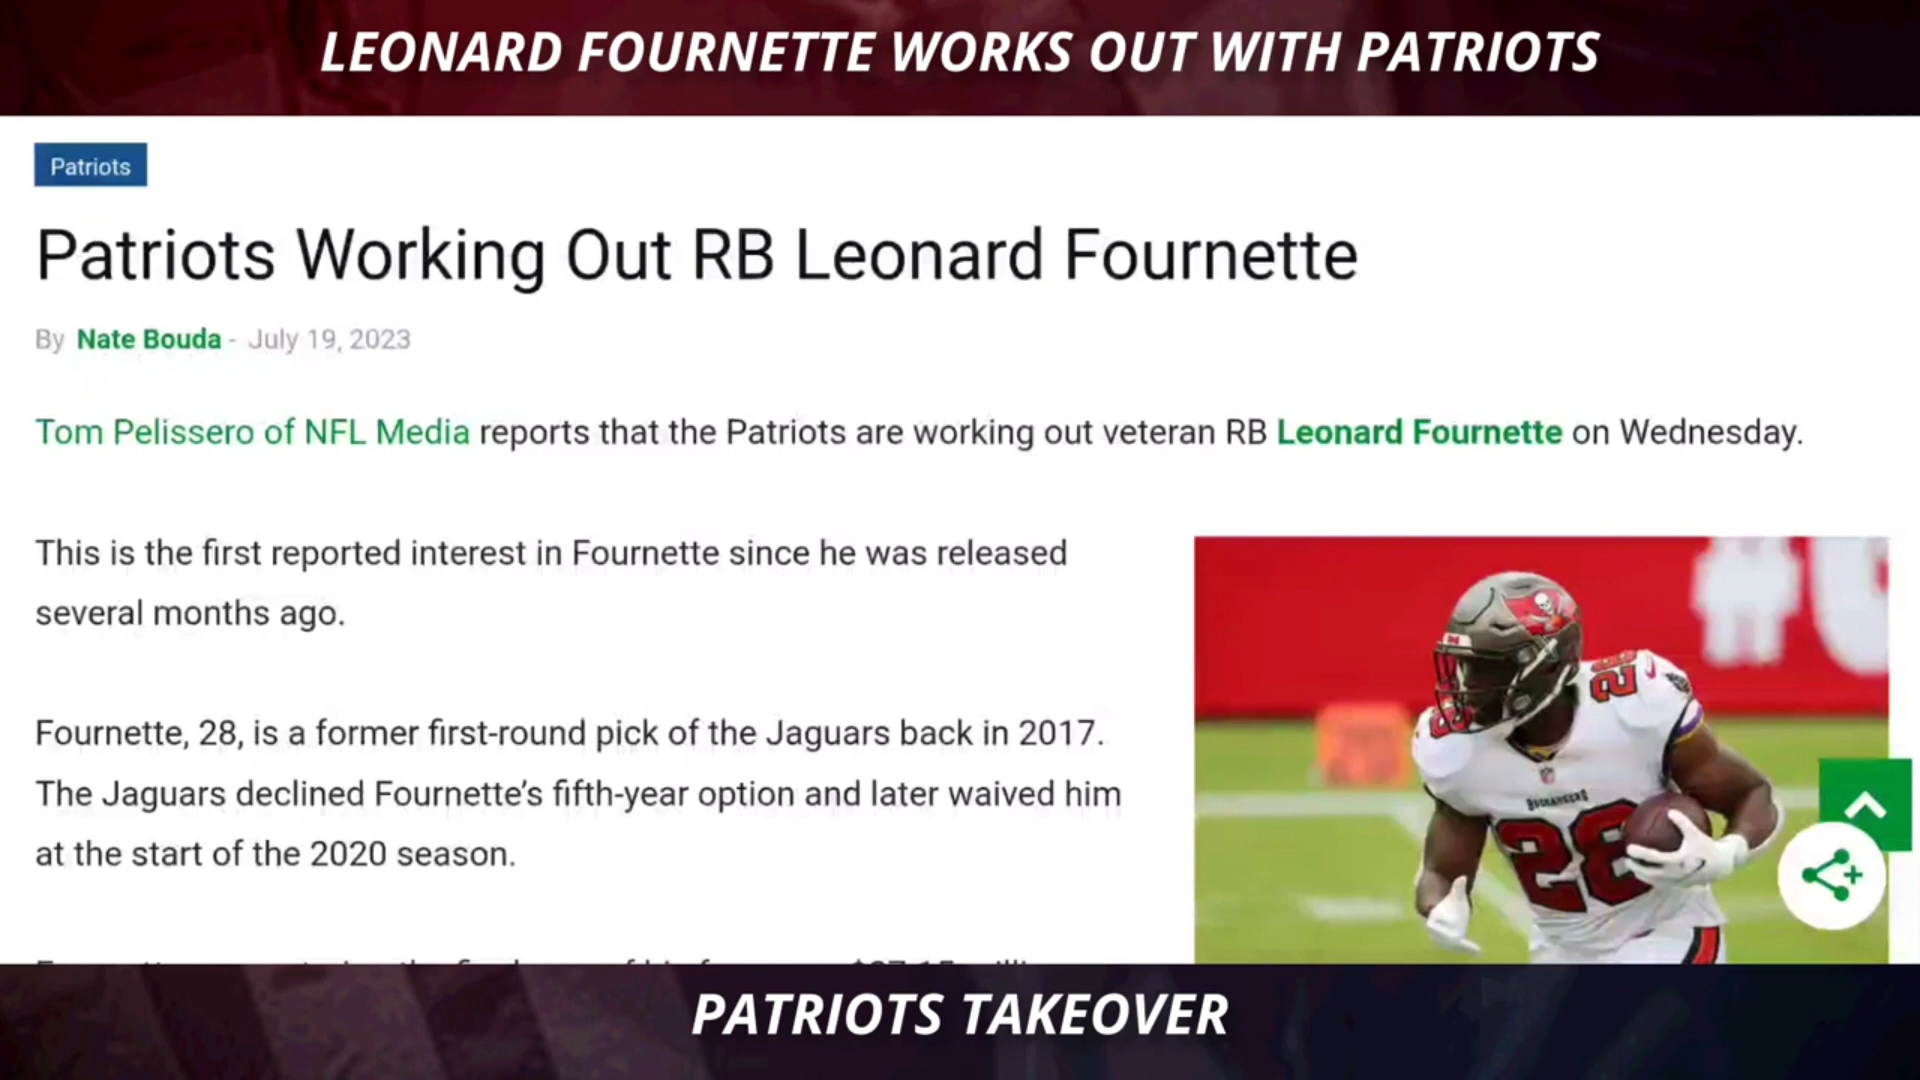 LEONARD FOURNETTE WORKS OUT WITH PATRIOTS
Patriots
Patriots Working Out RB Leonard Fournette
By Nate Bouda - July 19, 2023
Tom Pelissero of NFL Media reports that the Patriots are working out veteran RB Leonard Fournette on Wednesday.
This is the first reported interest in Fournette since he was released
several months ago.
Fournette, 28, is a former first-round pick of the Jaguars back in 2017.
The Jaguars declined Fournette’s fifth-year option and later waived him
at the start of the 2020 season.
BUCCANEERS
28
28
PATRIOTS TAKEOVER